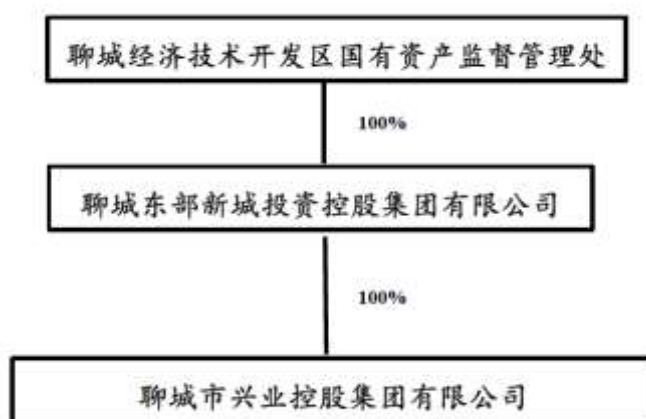 聊城经济技术开发区国有资产监督管理处
100%
聊城东部新城投资控股集团有限公司
100%
聊城市兴业控股集团有限公司